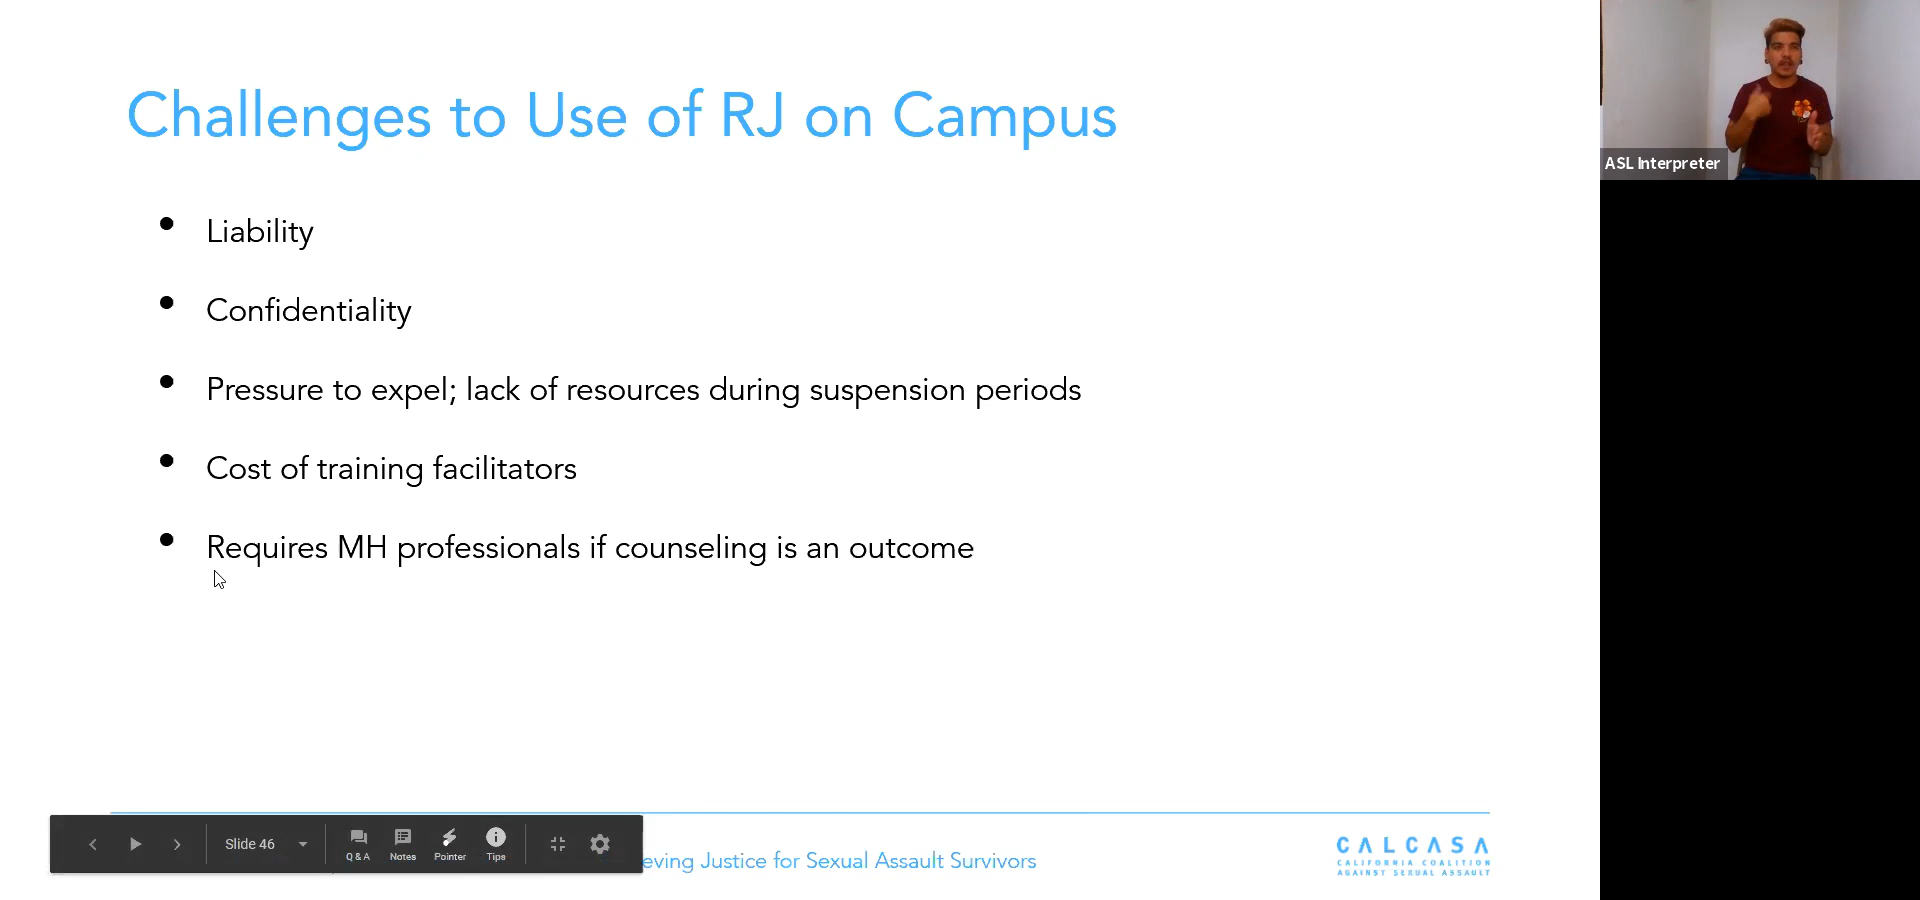 Challenges to Use of RJ on Campus
ASL Interpreter
• Liability
• Confidentiality
• Pressure to expel; lack of resources during suspension periods
• Cost of training facilitators
• Requires MH professionals if counseling is an outcome
Slide 46
Q & A
Notes
Pointer
Tips
eving Justice for Sexual Assault Survivors
CALCASA
CALIFORNIA COALITION
AGAINST SEXUAL ASSAULT